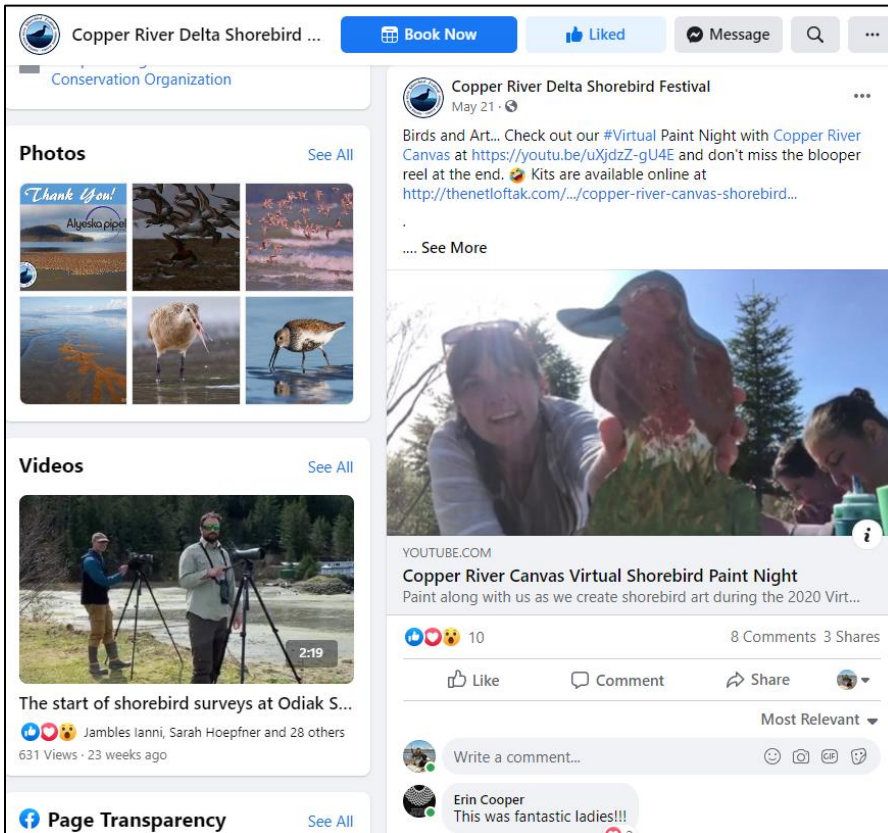 Copper River Delta Shorebird ...
Book Now
Liked
Message
Conservation Organization
Photos
See All
Thank You!
Alyeska pipel
Videos
See All
2:19
The start of shorebird surveys at Odiak S...
Jambles Ianni, Sarah Hoepfner and 28 others
631 Views · 23 weeks ago
Page Transparency
See All
Copper River Delta Shorebird Festival
May 21 ·
Birds and Art... Check out our #Virtual Paint Night with Copper River
Canvas at https://youtu.be/uXjdzZ-gU4E and don't miss the blooper
reel at the end. 🤣 Kits are available online at
http://thenetloftak.com/.../copper-river-canvas-shorebird...
.
.... See More
YOUTUBE.COM
Copper River Canvas Virtual Shorebird Paint Night
Paint along with us as we create shorebird art during the 2020 Virt...
10
8 Comments 3 Shares
Like
Comment
Share
Most Relevant
Write a comment...
GIF
Erin Cooper
This was fantastic ladies!!!